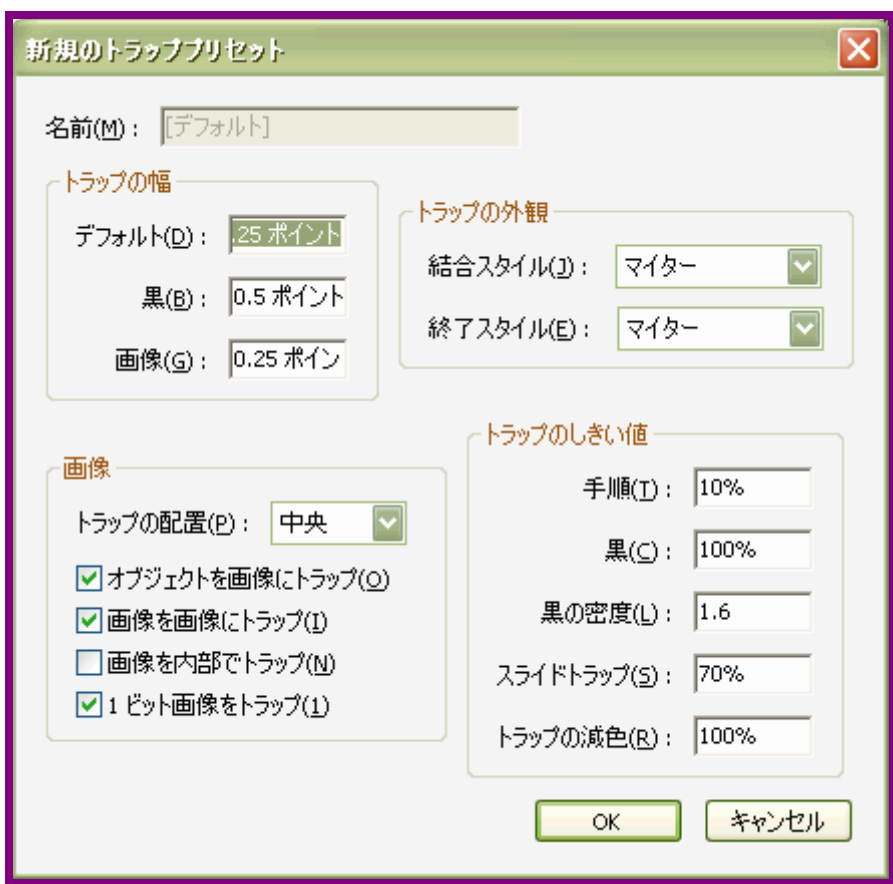 新規のトラッププリセット
名前(M)： [デフォルト]
トラップの幅
デフォルト(D)： .25 ポイント
黒(B)： 0.5 ポイント
画像(G)： 0.25 ポイン
トラップの外観
結合スタイル(J)： マイター
終了スタイル(E)： マイター
画像
トラップの配置(P)： 中央
オブジェクトを画像にトラップ(O)
画像を画像にトラップ(I)
画像を内部でトラップ(N)
1 ビット画像をトラップ(1)
トラップのしきい値
手順(T)： 10%
黒(C)： 100%
黒の密度(L)： 1.6
スライドトラップ(S)： 70%
トラップの減色(R)： 100%
OK キャンセル